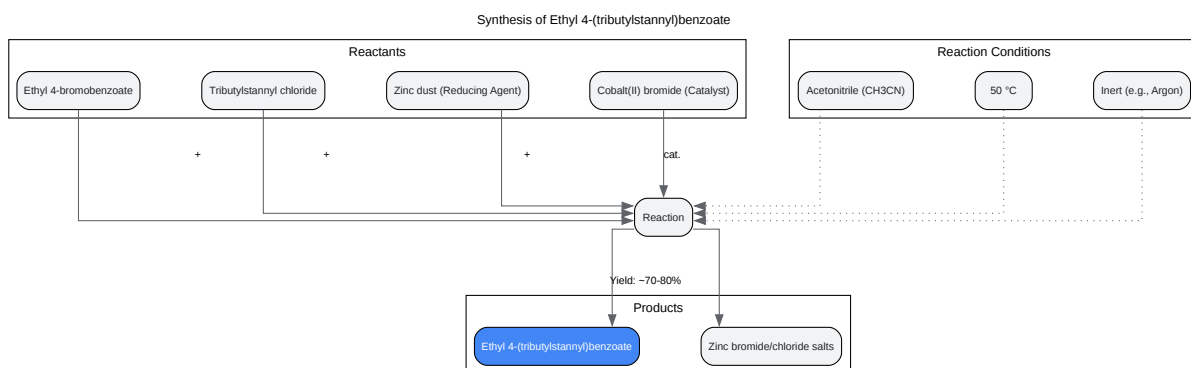 Synthesis of Ethyl 4-(tributylstannyl)benzoate
Reactants
Ethyl 4-bromobenzoate
Tributylstannyl chloride
Zinc dust (Reducing Agent)
Cobalt(II) bromide (Catalyst)
Reaction Conditions
Acetonitrile (CH3CN)
50 °C
Inert (e.g., Argon)
+
+
+
cat.
Reaction
Yield: ~70-80%
Products
Ethyl 4-(tributylstannyl)benzoate
Zinc bromide/chloride salts